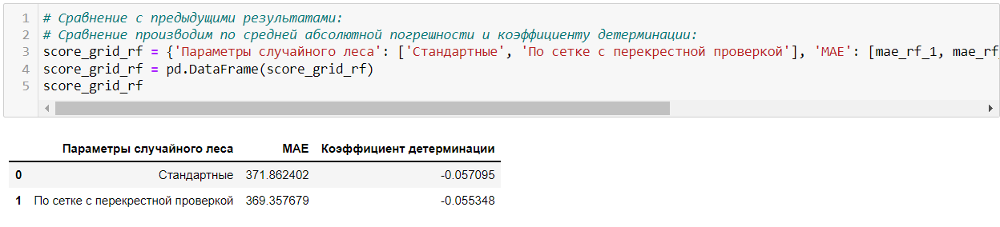 1 # Сравнение с предыдущими результатами:
2 # Сравнение производим по средней абсолютной погрешности и коэффициенту детерминации:
3 score_grid_rf = {'Параметры случайного леса': ['Стандартные', 'По сетке с перекрестной проверкой'], 'MAE': [mae_rf_1, mae_rf_
4 score_grid_rf = pd.DataFrame(score_grid_rf)
5 score_grid_rf
Параметры случайного леса MAE Коэффициент детерминации
0 Стандартные 371.862402 -0.057095
1 По сетке с перекрестной проверкой 369.357679 -0.055348